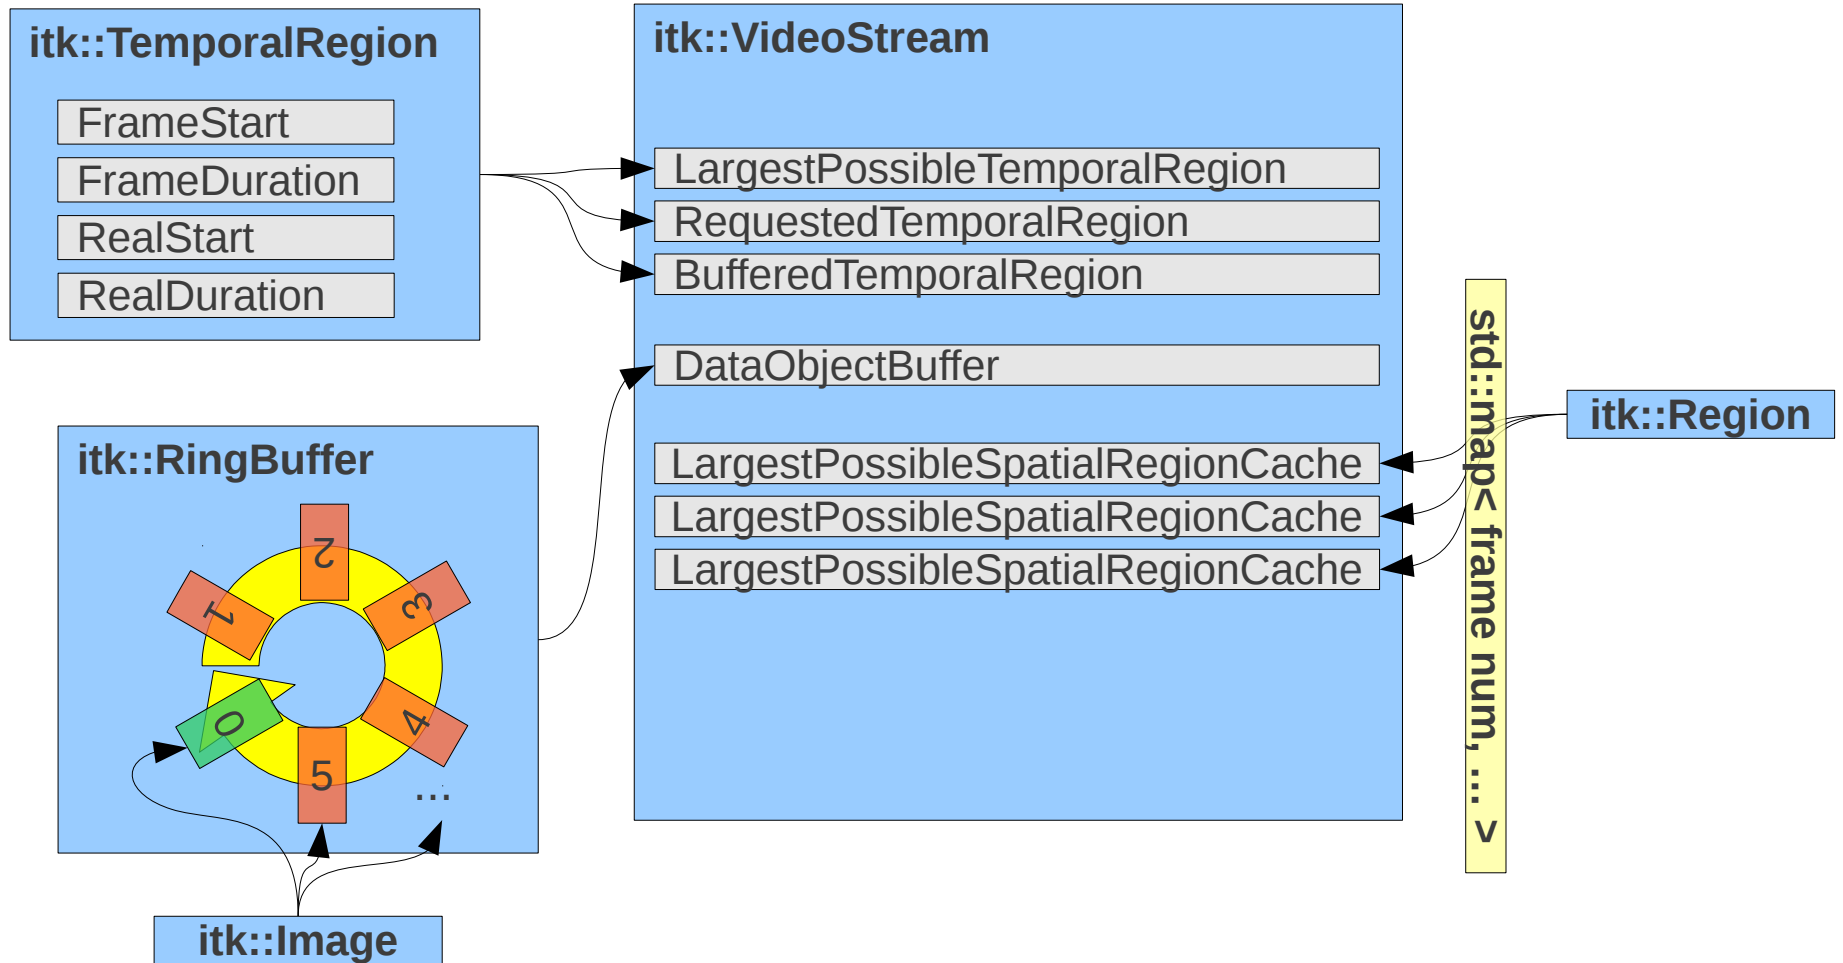 itk::TemporalRegion
FrameStart
FrameDuration
RealStart
RealDuration
itk::VideoStream
LargestPossibleTemporalRegion
RequestedTemporalRegion
BufferedTemporalRegion
DataObjectBuffer
LargestPossibleSpatialRegionCache
LargestPossibleSpatialRegionCache
LargestPossibleSpatialRegionCache
std::map< frame num, ... >
itk::Region
itk::RingBuffer
2
1
3
0
4
5
...
itk::Image